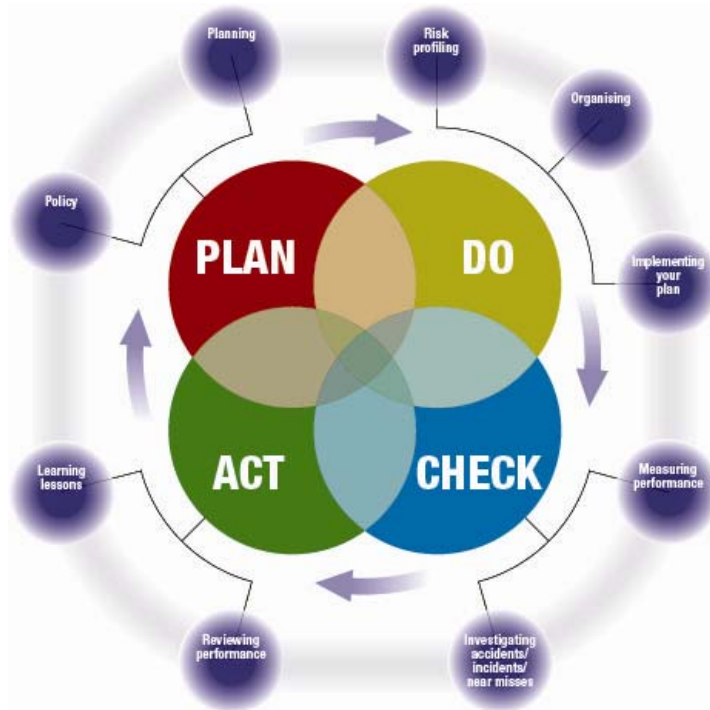 Planning
Risk
profiling
Organising
Policy
PLAN
DO
Implementing
your
plan
ACT
CHECK
Learning
lessons
Measuring
performance
Reviewing
performance
Investigating
accidents/
incidents/
near misses